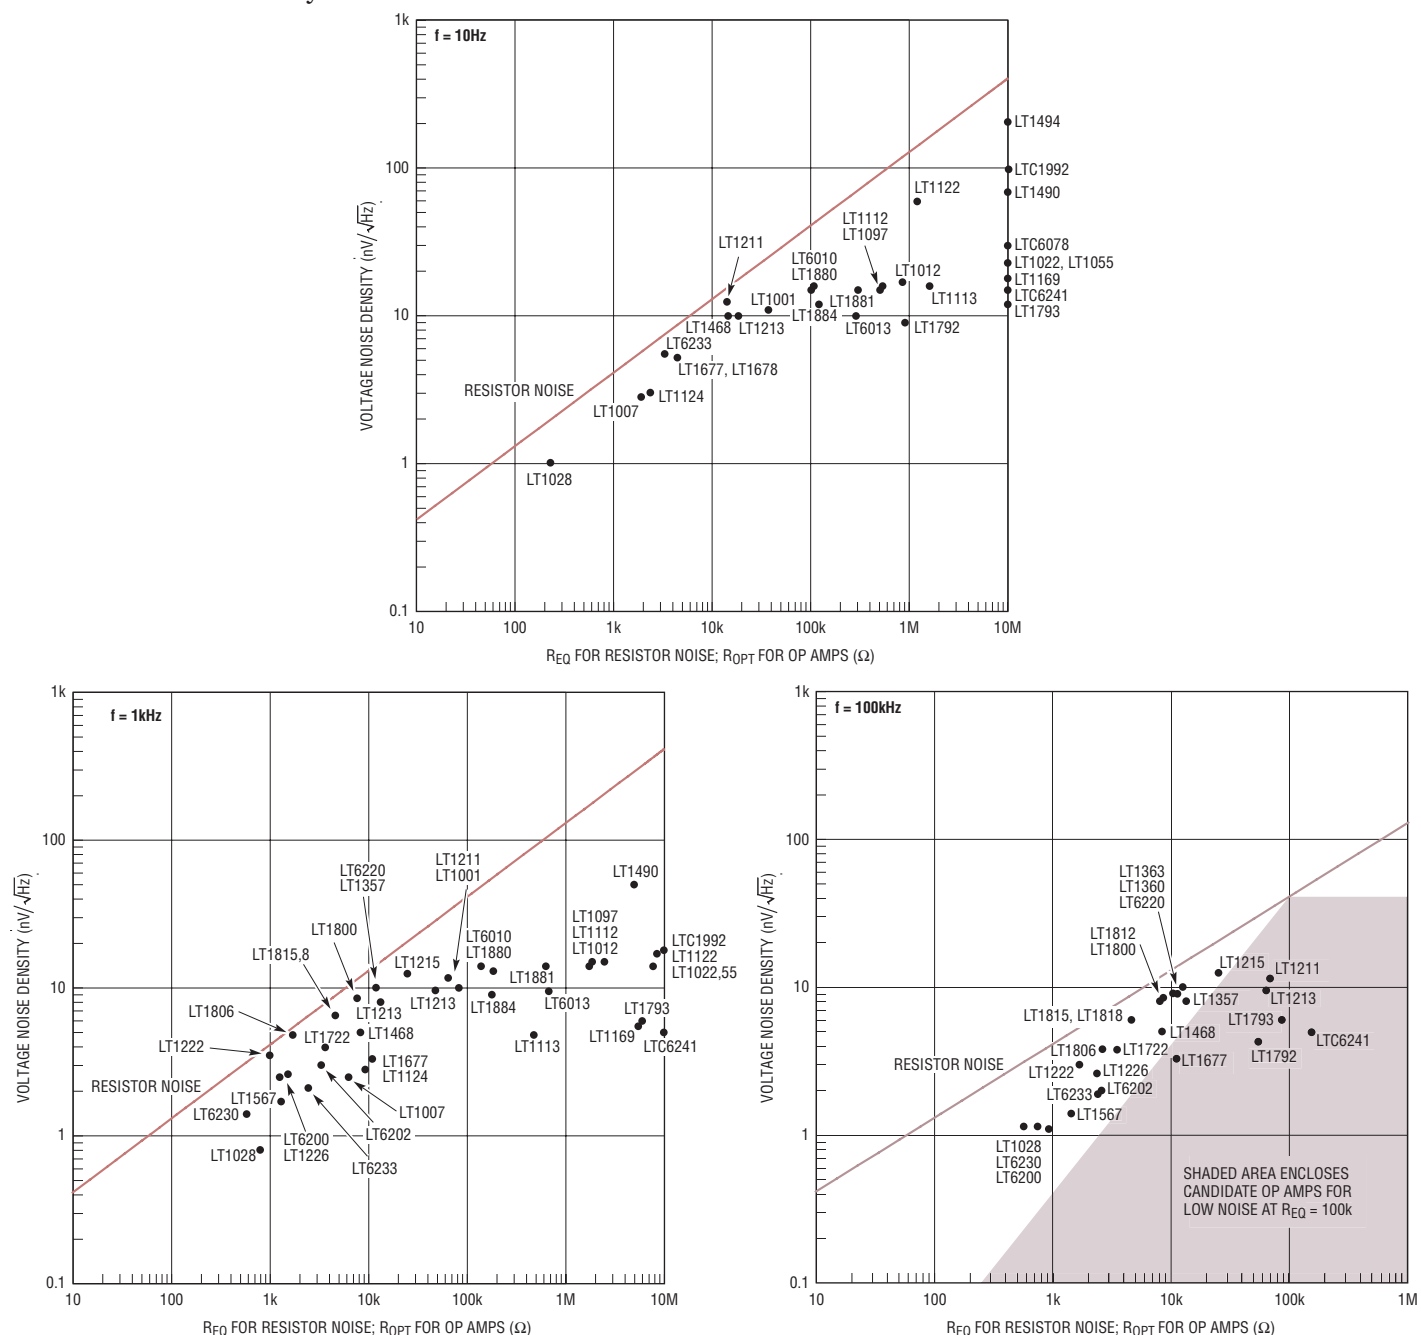 f = 10Hz
1k
100
10
1
0.1
VOLTAGE NOISE DENSITY (nV/√Hz)
LT1494
LTC1992
LT1490
LTC6078
LT1022, LT1055
LT1169
LTC6241
LT1793
LT1122
LT1112
LT1097
LT1211
LT6010
LT1880
LT1012
LT1001
LT1881
LT1113
LT1468
LT1213
LT1884
LT6013
LT1792
LT6233
LT1677, LT1678
RESISTOR NOISE
LT1124
LT1007
LT1028
10
100
1k
10k
100k
1M
10M
REQ FOR RESISTOR NOISE; ROPT FOR OP AMPS (Ω)
f = 1kHz
1k
100
10
1
0.1
VOLTAGE NOISE DENSITY (nV/√Hz)
LT1211
LT1001
LT6220
LT1357
LT1490
LT1800
LT1097
LT1112
LT1012
LT6010
LT1880
LTC1992
LT1122
LT1022,55
LT1815,8
LT1215
LT1881
LT1213
LT1884
LT6013
LT1793
LT1806
LT1213
LT1722
LT1468
LT1222
LT1113
LT1169
LTC6241
LT1677
LT1124
RESISTOR NOISE
LT1567
LT1007
LT6230
LT6200
LT1226
LT6202
LT1028
LT6233
10
100
1k
10k
100k
1M
10M
REQ FOR RESISTOR NOISE; ROPT FOR OP AMPS (Ω)
f = 100kHz
1k
100
10
1
0.1
VOLTAGE NOISE DENSITY (nV/√Hz)
LT1363
LT1360
LT6220
LT1812
LT1800
LT1215
LT1211
LT1357
LT1213
LT1815, LT1818
LT1468
LT1793
LTC6241
LT1806
LT1722
LT1792
LT1677
RESISTOR NOISE
LT1222
LT1226
LT6233
LT6202
LT1567
LT1028
LT6230
LT6200
SHADED AREA ENCLOSES
CANDIDATE OP AMPS FOR
LOW NOISE AT REQ = 100k
10
100
1k
10k
100k
1M
REQ FOR RESISTOR NOISE; ROPT FOR OP AMPS (Ω)